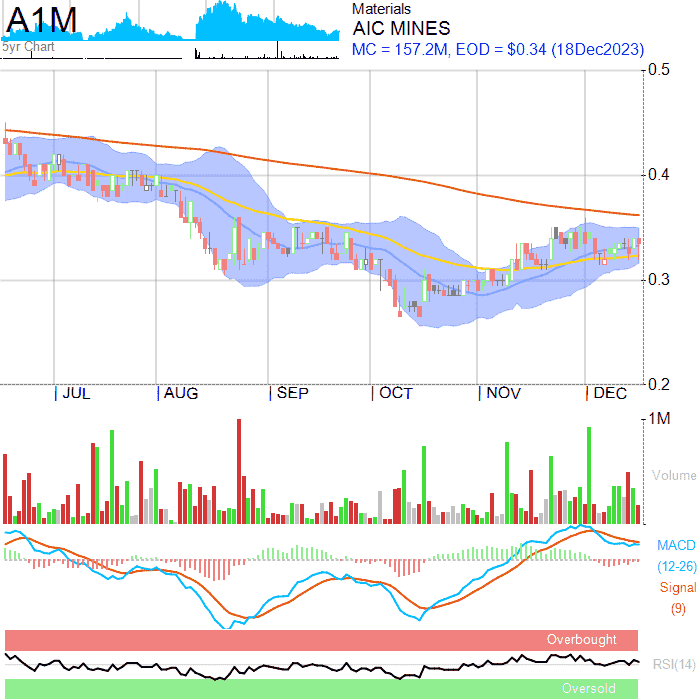 A1M
5yr Chart
Materials
AIC MINES
MC = 157.2M, EOD = $0.34 (18Dec2023)
0.5
0.4
0.3
0.2
| JUL | AUG | SEP | OCT | NOV | DEC
1M
Volume
MACD
(12-26)
Signal
(9)
Overbought
RSI(14)
Oversold